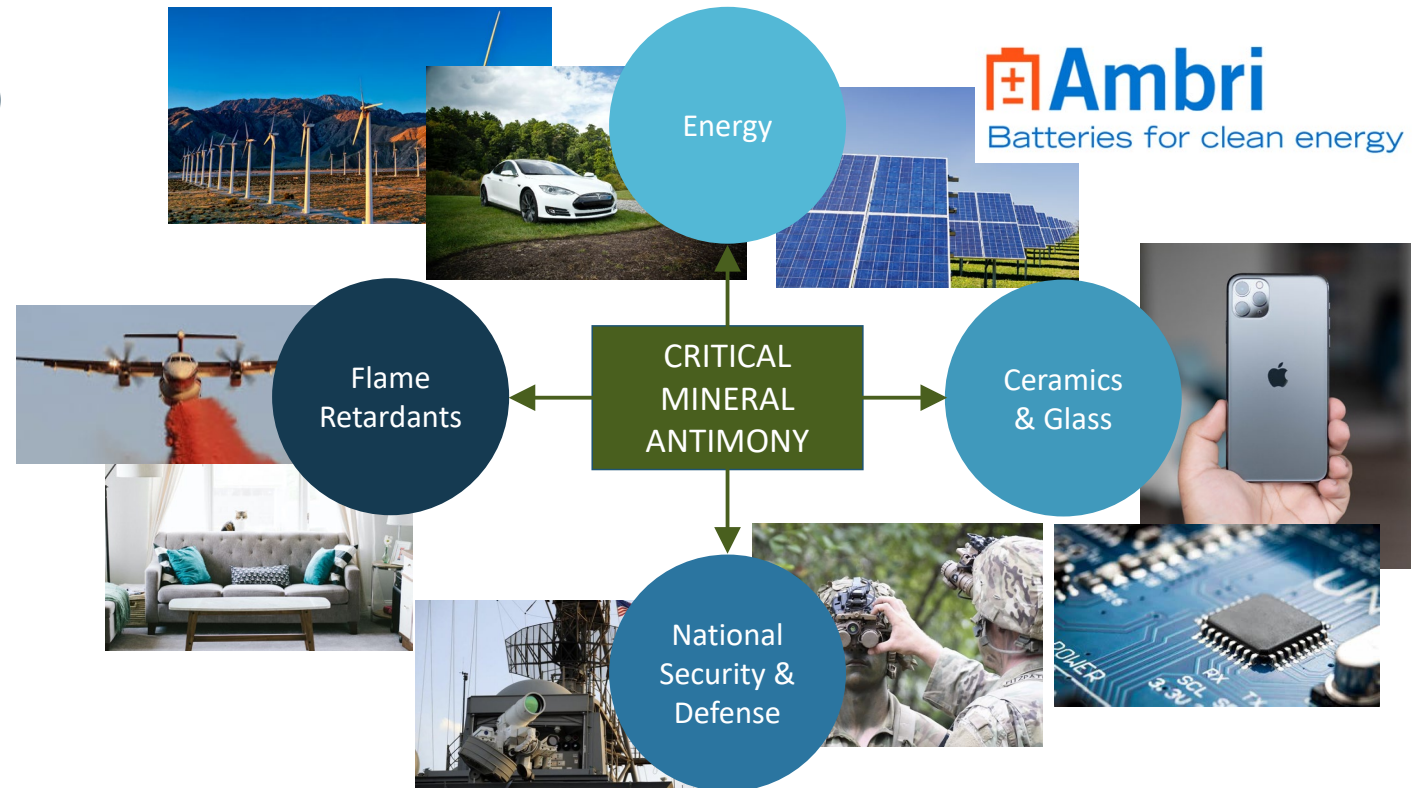 Ambri
Batteries for clean energy
Energy
Flame
Retardants
CRITICAL
MINERAL
ANTIMONY
Ceramics
& Glass
National
Security &
Defense
POWER
3.3V
SCL
RX
TX
UN